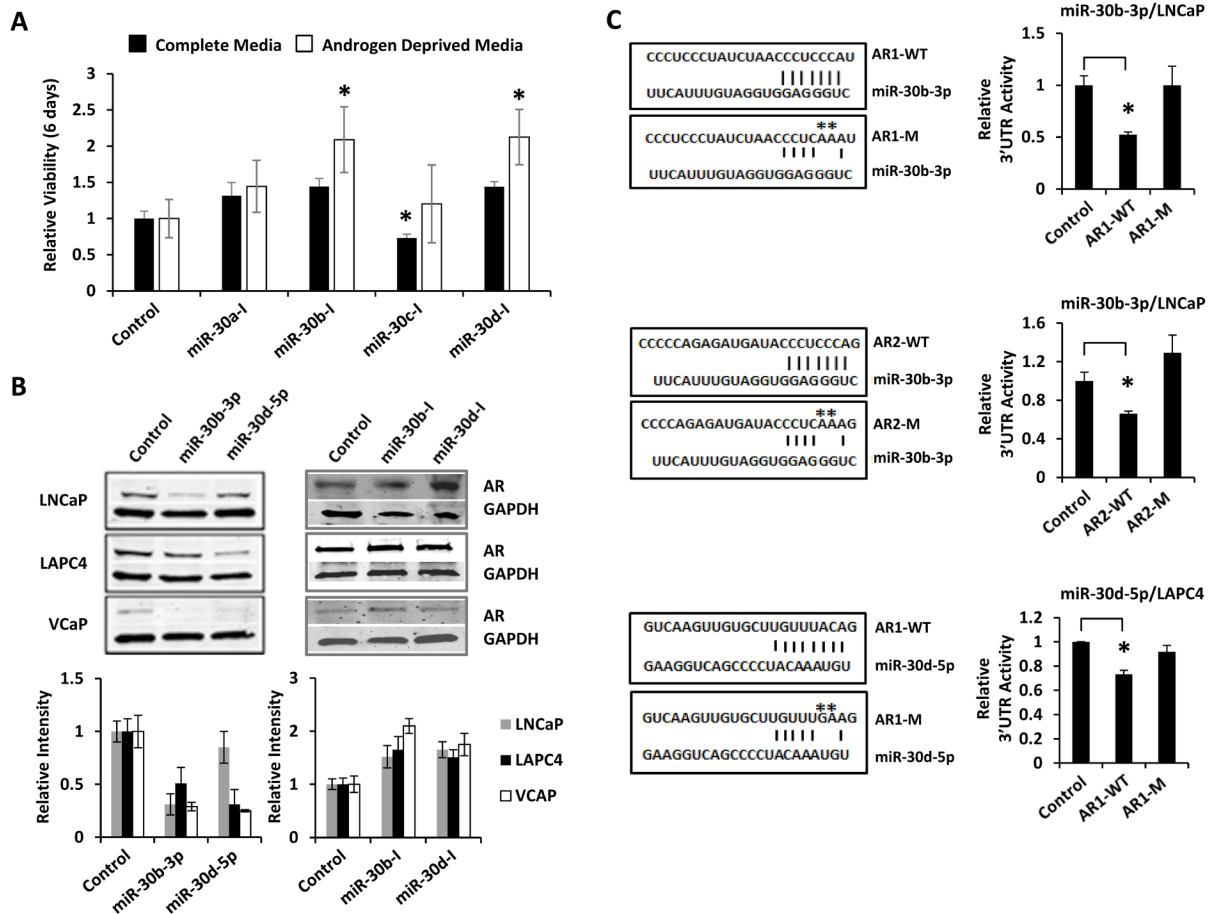 A
Complete Media
Androgen Deprived Media
Relative Viability (6 days)
3
2.5
2
1.5
1
0.5
0
*
*
*
Control
miR-30a-I
miR-30b-I
miR-30c-I
miR-30d-I
B
Control
miR-30b-3p
miR-30d-5p
Control
miR-30b-I
miR-30d-I
LNCaP
AR
GAPDH
LAPC4
AR
GAPDH
VCaP
AR
GAPDH
Relative Intensity
1.5
1
0.5
0
Control
miR-30b-3p
miR-30d-5p
Relative Intensity
3
2
1
0
Control
miR-30b-I
miR-30d-I
LNCaP
LAPC4
VCAP
C
CCCUCCCUAUCUAACCCUCCCAU AR1-WT
UUCAUUUGUAGGUGGAGGGUC miR-30b-3p
**
CCCUCCCUAUCUAACCCUCAAAU AR1-M
UUCAUUUGUAGGUGGAGGGUC miR-30b-3p
miR-30b-3p/LNCaP
Relative
3'UTR Activity
1.5
1
0.5
0
*
Control
AR1-WT
AR1-M
CCCCCAGAGAUGAUACCCUCCCAG AR2-WT
UUCAUUUGUAGGUGGAGGGUC miR-30b-3p
**
CCCCAGAGAUGAUACCCUCAAAG AR2-M
UUCAUUUGUAGGUGGAGGGUC miR-30b-3p
miR-30b-3p/LNCaP
Relative
3'UTR Activity
1.6
1.2
0.8
0.4
0
*
Control
AR2-WT
AR2-M
GUCAAGUUGUGCUUGUUUACAG AR1-WT
GAAGGUCAGCCCCUACAAAUGU miR-30d-5p
**
GUCAAGUUGUGCUUGUUUGAAG AR1-M
GAAGGUCAGCCCCUACAAAUGU miR-30d-5p
miR-30d-5p/LAPC4
Relative
3'UTR Activity
1.2
1
0.8
0.6
0.4
0.2
0
*
Control
AR1-WT
AR1-M